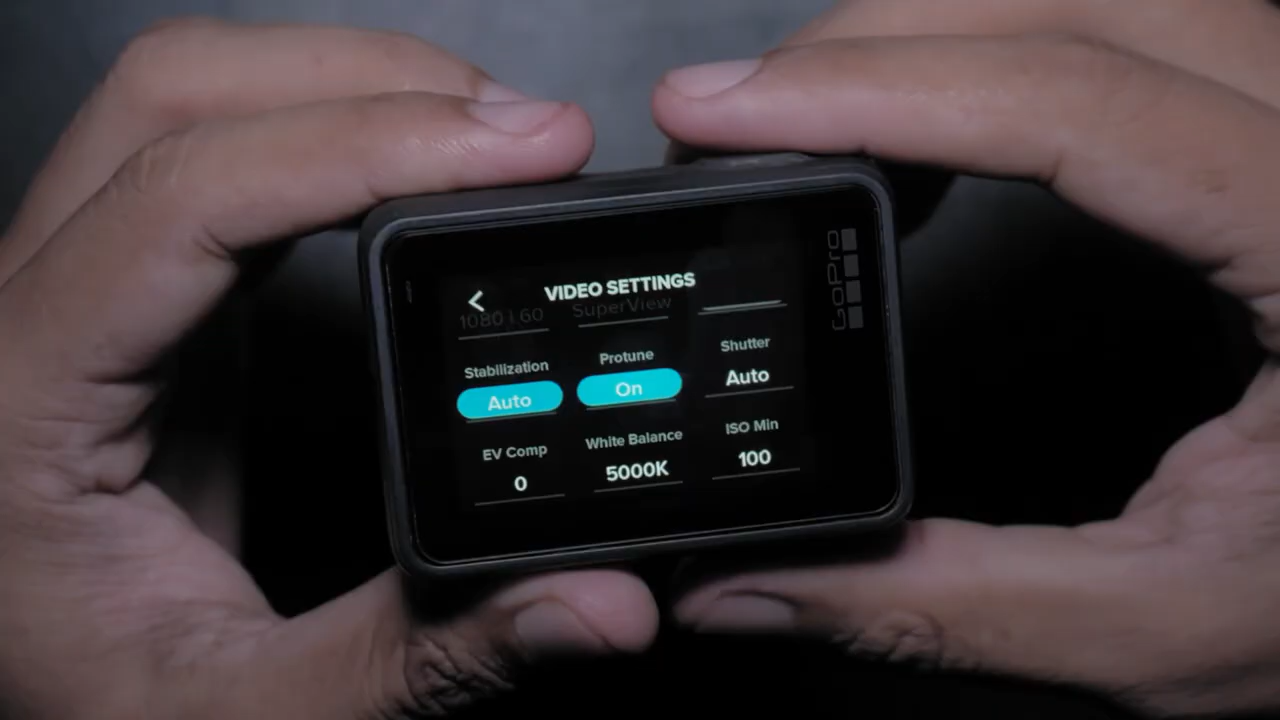 VIDEO SETTINGS
1080 | 60 SuperView
Stabilization Protune Shutter
Auto On Auto
EV Comp White Balance ISO Min
0 5000K 100
GoPro